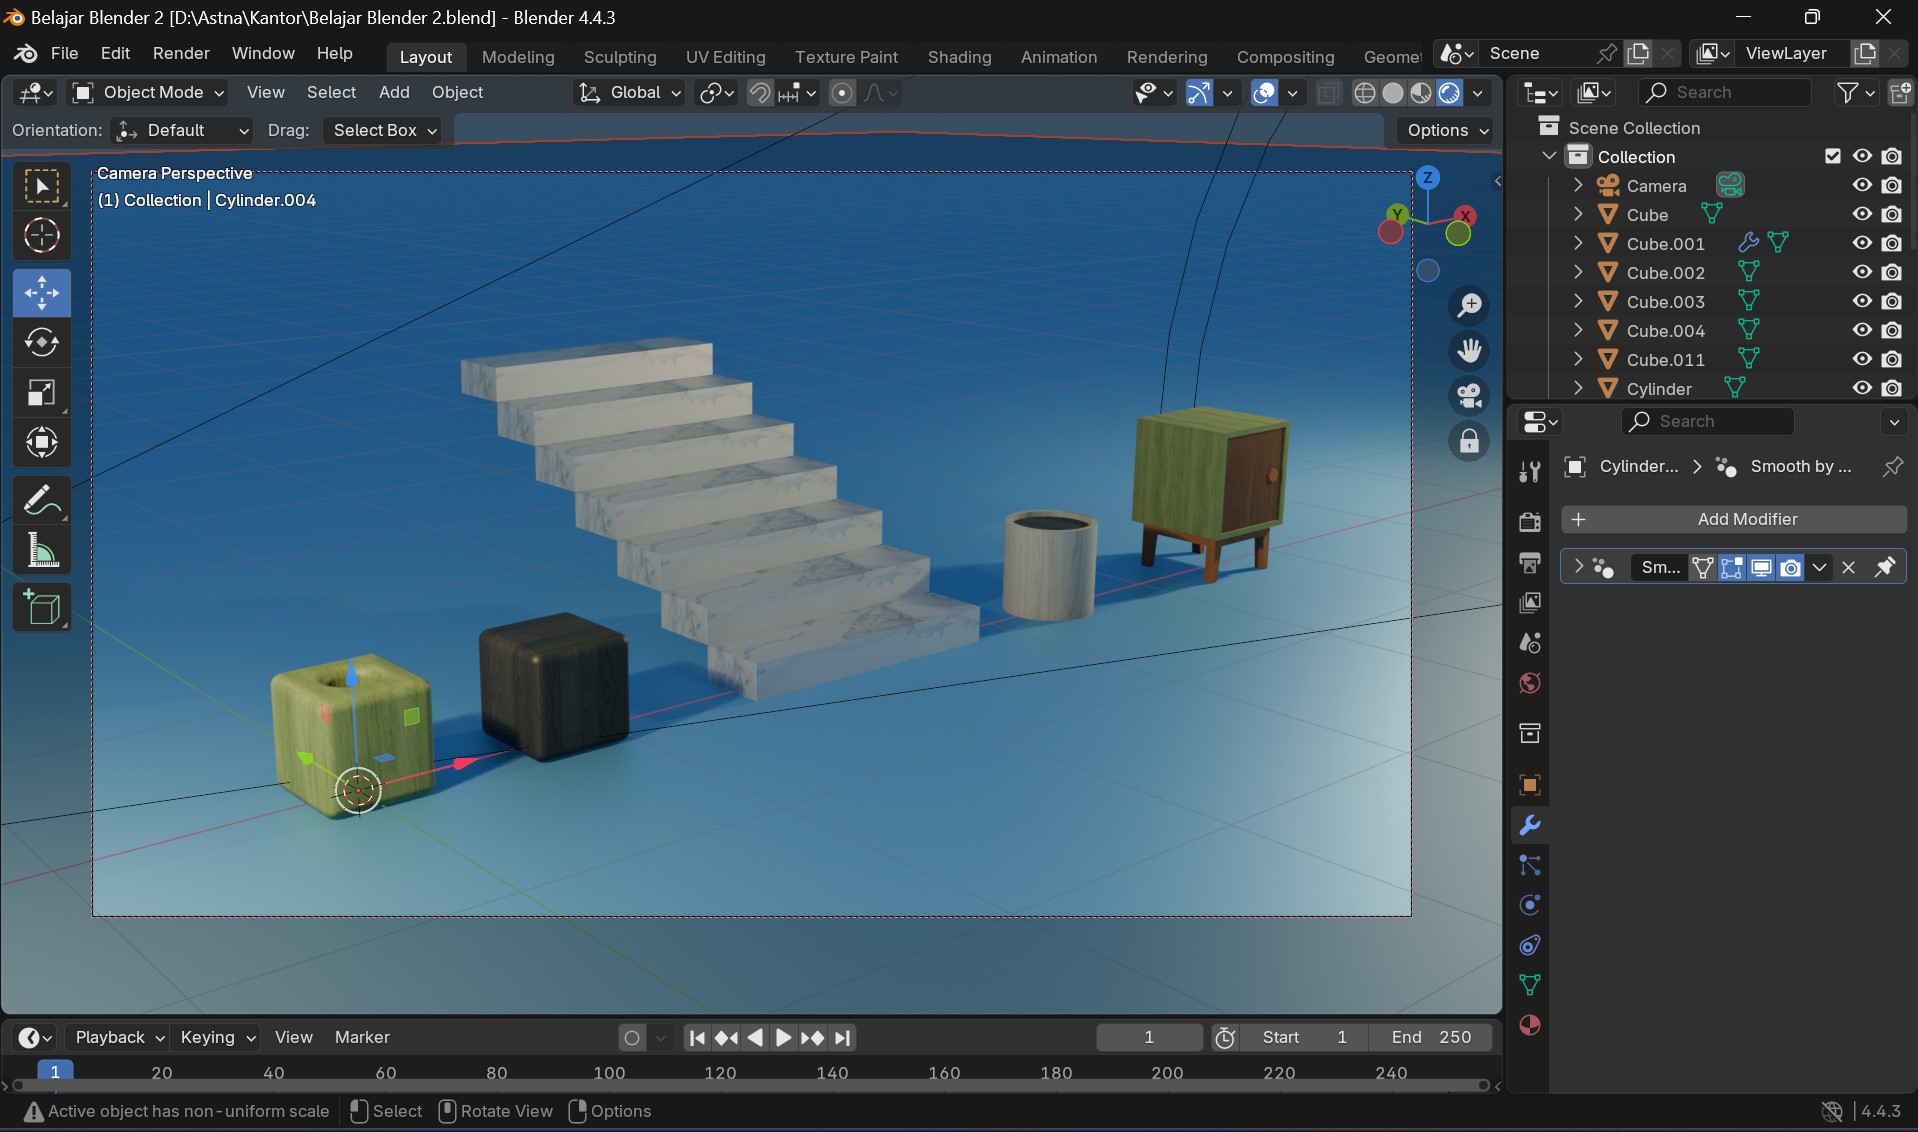 Belajar Blender 2 [D:\Astna\Kantor\Belajar Blender 2.blend] - Blender 4.4.3
File Edit Render Window Help Layout Modeling Sculpting UV Editing Texture Paint Shading Animation Rendering Compositing Geomet Scene ViewLayer
Object Mode View Select Add Object Global Search
Orientation: Default Drag: Select Box Options
Scene Collection
Collection
Camera Perspective
(1) Collection | Cylinder.004
Z
Y
X
Camera
Cube
Cube.001
Cube.002
Cube.003
Cube.004
Cube.011
Cylinder
Search
Cylinder... Smooth by ...
Add Modifier
Sm...
Playback Keying View Marker 1 Start 1 End 250
1 20 40 60 80 100 120 140 160 180 200 220 240
Active object has non-uniform scale Select Rotate View Options 4.4.3